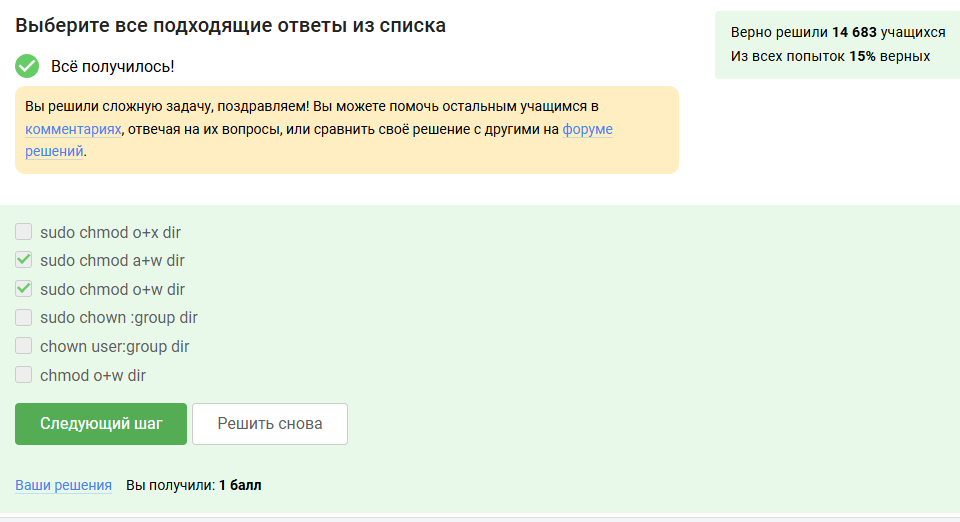 Выберите все подходящие ответы из списка
Верно решили 14 683 учащихся
Из всех попыток 15% верных
Всё получилось!
Вы решили сложную задачу, поздравляем! Вы можете помочь остальным учащимся в
комментариях, отвечая на их вопросы, или сравнить своё решение с другими на форуме
решений.
sudo chmod o+x dir
sudo chmod a+w dir
sudo chmod o+w dir
sudo chown :group dir
chown user:group dir
chmod o+w dir
Следующий шаг
Решить снова
Ваши решения Вы получили: 1 балл